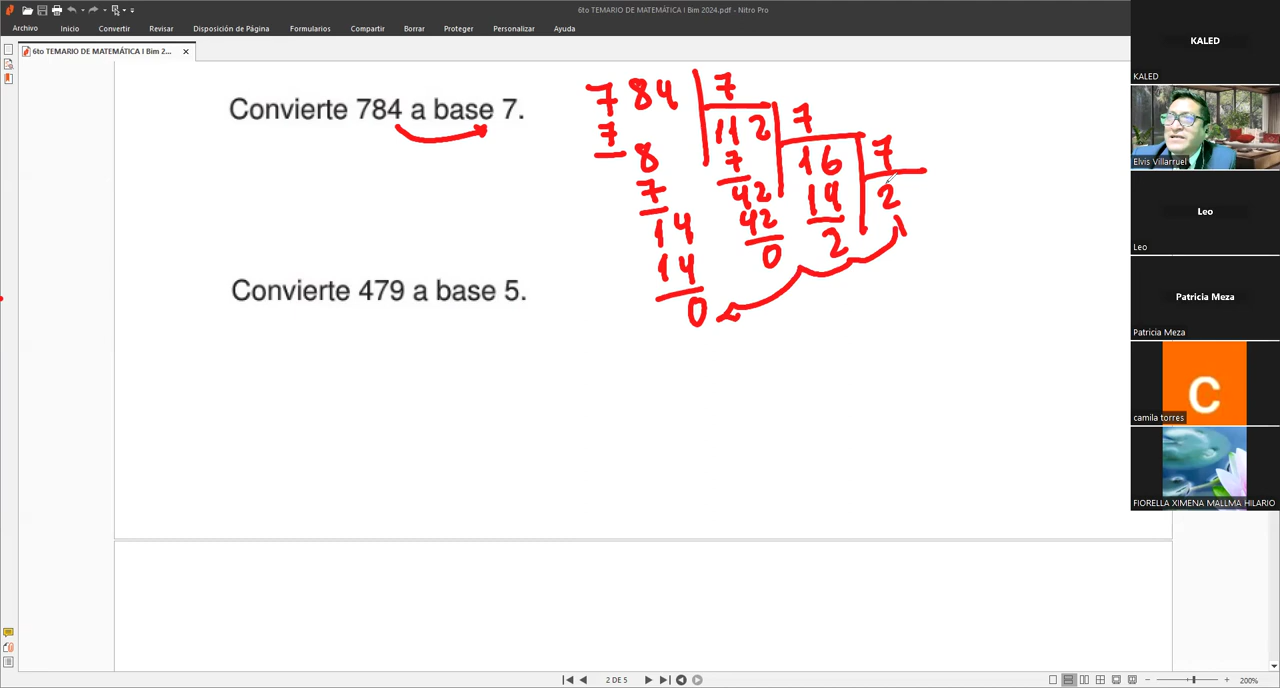 6to TEMARIO DE MATEMÁTICA I Bim 2024.pdf - Nitro Pro
Archivo Inicio Convertir Revisar Disposición de Página Formularios Compartir Borrar Proteger Personalizar Ayuda
6to TEMARIO DE MATEMÁTICA I Bim 2...
Convierte 784 a base 7.
784 7
7 112 7
8 7 16 7
7 42 14 2
14 42 2
14 0
0
Convierte 479 a base 5.
KALED
KALED
Elvis Villarruel
Leo
Leo
Patricia Meza
Patricia Meza
C
camila torres
FIORELLA XIMENA MALLMA HILARIO
2 DE 5
200%